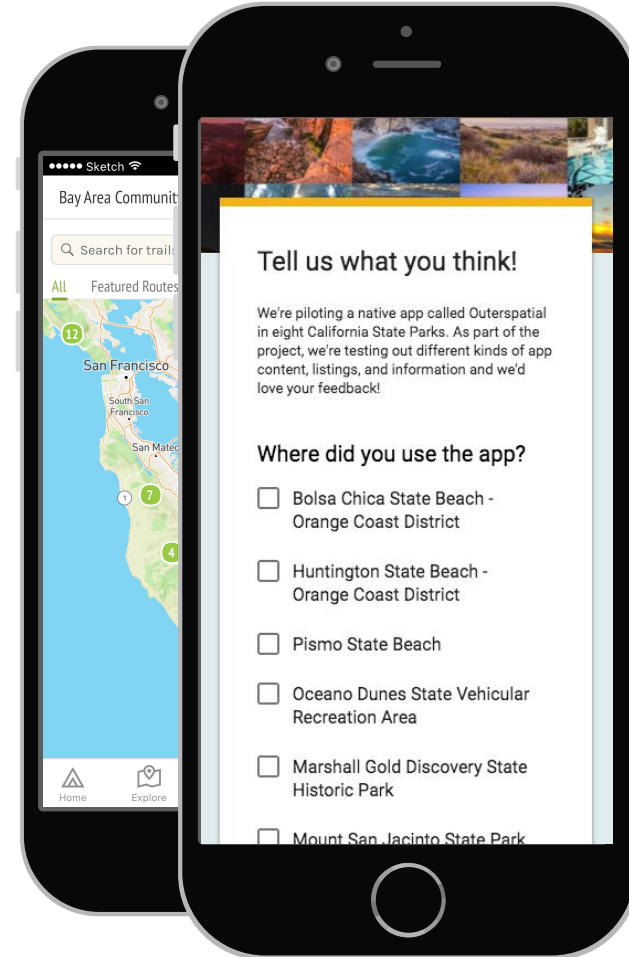 Sketch
Bay Area Communit
Search for trails
All Featured Routes
12
San Francisco
South San
Francisco
San Mateo
1
7
4
Home Explore
Tell us what you think!
We're piloting a native app called Outerspatial
in eight California State Parks. As part of the
project, we're testing out different kinds of app
content, listings, and information and we'd
love your feedback!
Where did you use the app?
Bolsa Chica State Beach -
Orange Coast District
Huntington State Beach -
Orange Coast District
Pismo State Beach
Oceano Dunes State Vehicular
Recreation Area
Marshall Gold Discovery State
Historic Park
Mount San Jacinto State Park